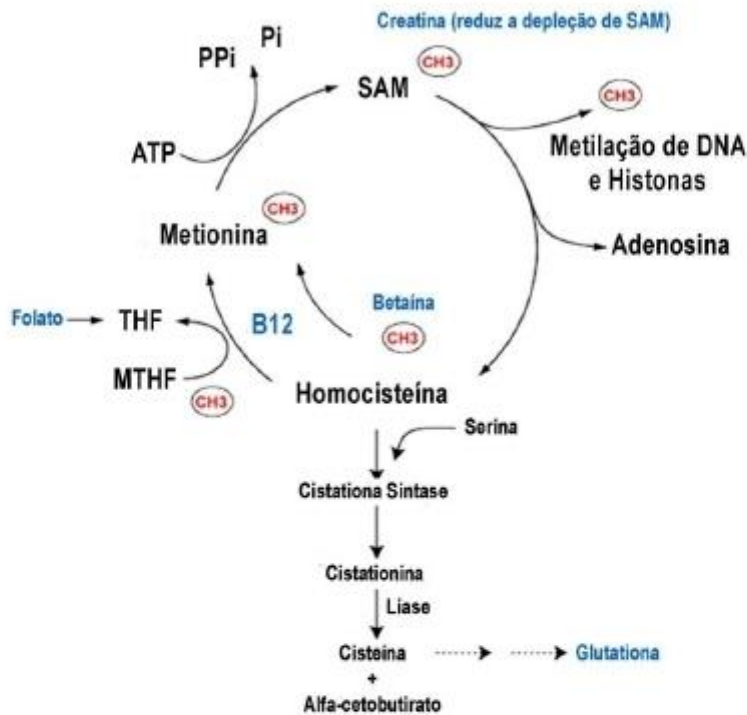 Creatina (reduz a depleção de SAM)
Pi
PPi
CH3
SAM
CH3
ATP
Metilação de DNA
e Histonas
CH3
Metionina
Adenosina
Folato
THF
B12
Betaína
CH3
MTHF
CH3
Homocisteína
Serina
Cistationa Sintase
Cistationina
Liase
Cisteína
+
Alfa-cetobutirato
Glutationa